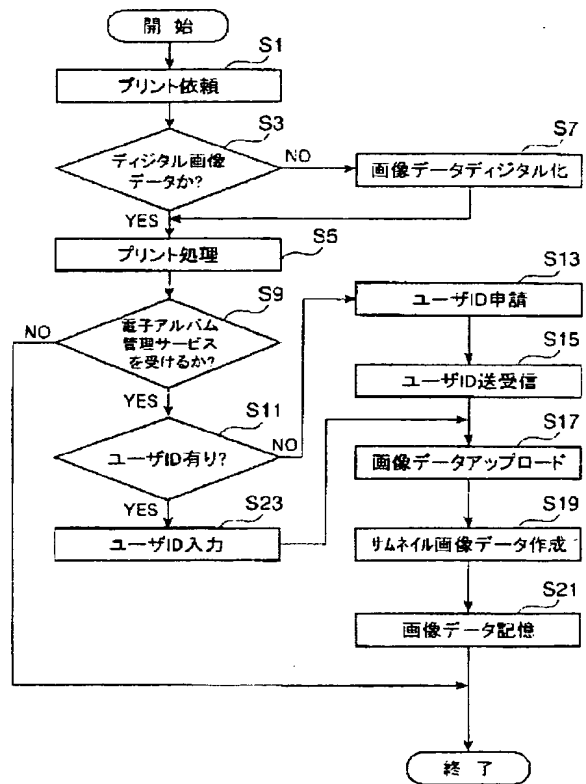 開始
S1
プリント依頼
S3
ディジタル画像
データか?
NO
S7
画像データディジタル化
YES
S5
プリント処理
S9
電子アルバム
管理サービス
を受けるか?
NO
YES
S13
ユーザID申請
S15
ユーザID送受信
S11
ユーザID有り?
NO
YES
S17
画像データアップロード
S23
ユーザID入力
S19
サムネイル画像データ作成
S21
画像データ記憶
終了